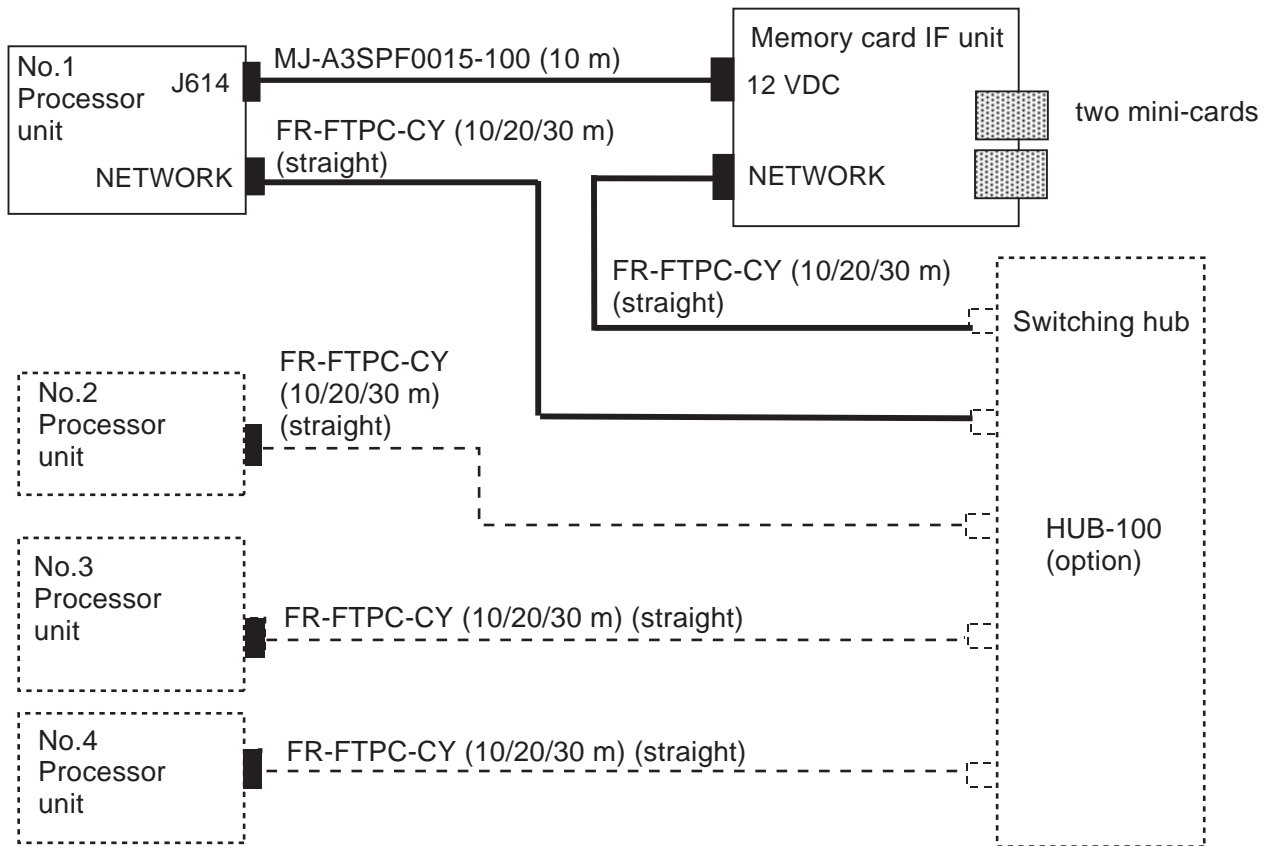 No.1
Processor
unit
J614
NETWORK
MJ-A3SPF0015-100 (10 m)
FR-FTPC-CY (10/20/30 m)
(straight)
Memory card IF unit
12 VDC
NETWORK
two mini-cards
FR-FTPC-CY (10/20/30 m)
(straight)
Switching hub
HUB-100
(option)
No.2
Processor
unit
FR-FTPC-CY
(10/20/30 m)
(straight)
No.3
Processor
unit
FR-FTPC-CY (10/20/30 m) (straight)
No.4
Processor
unit
FR-FTPC-CY (10/20/30 m) (straight)